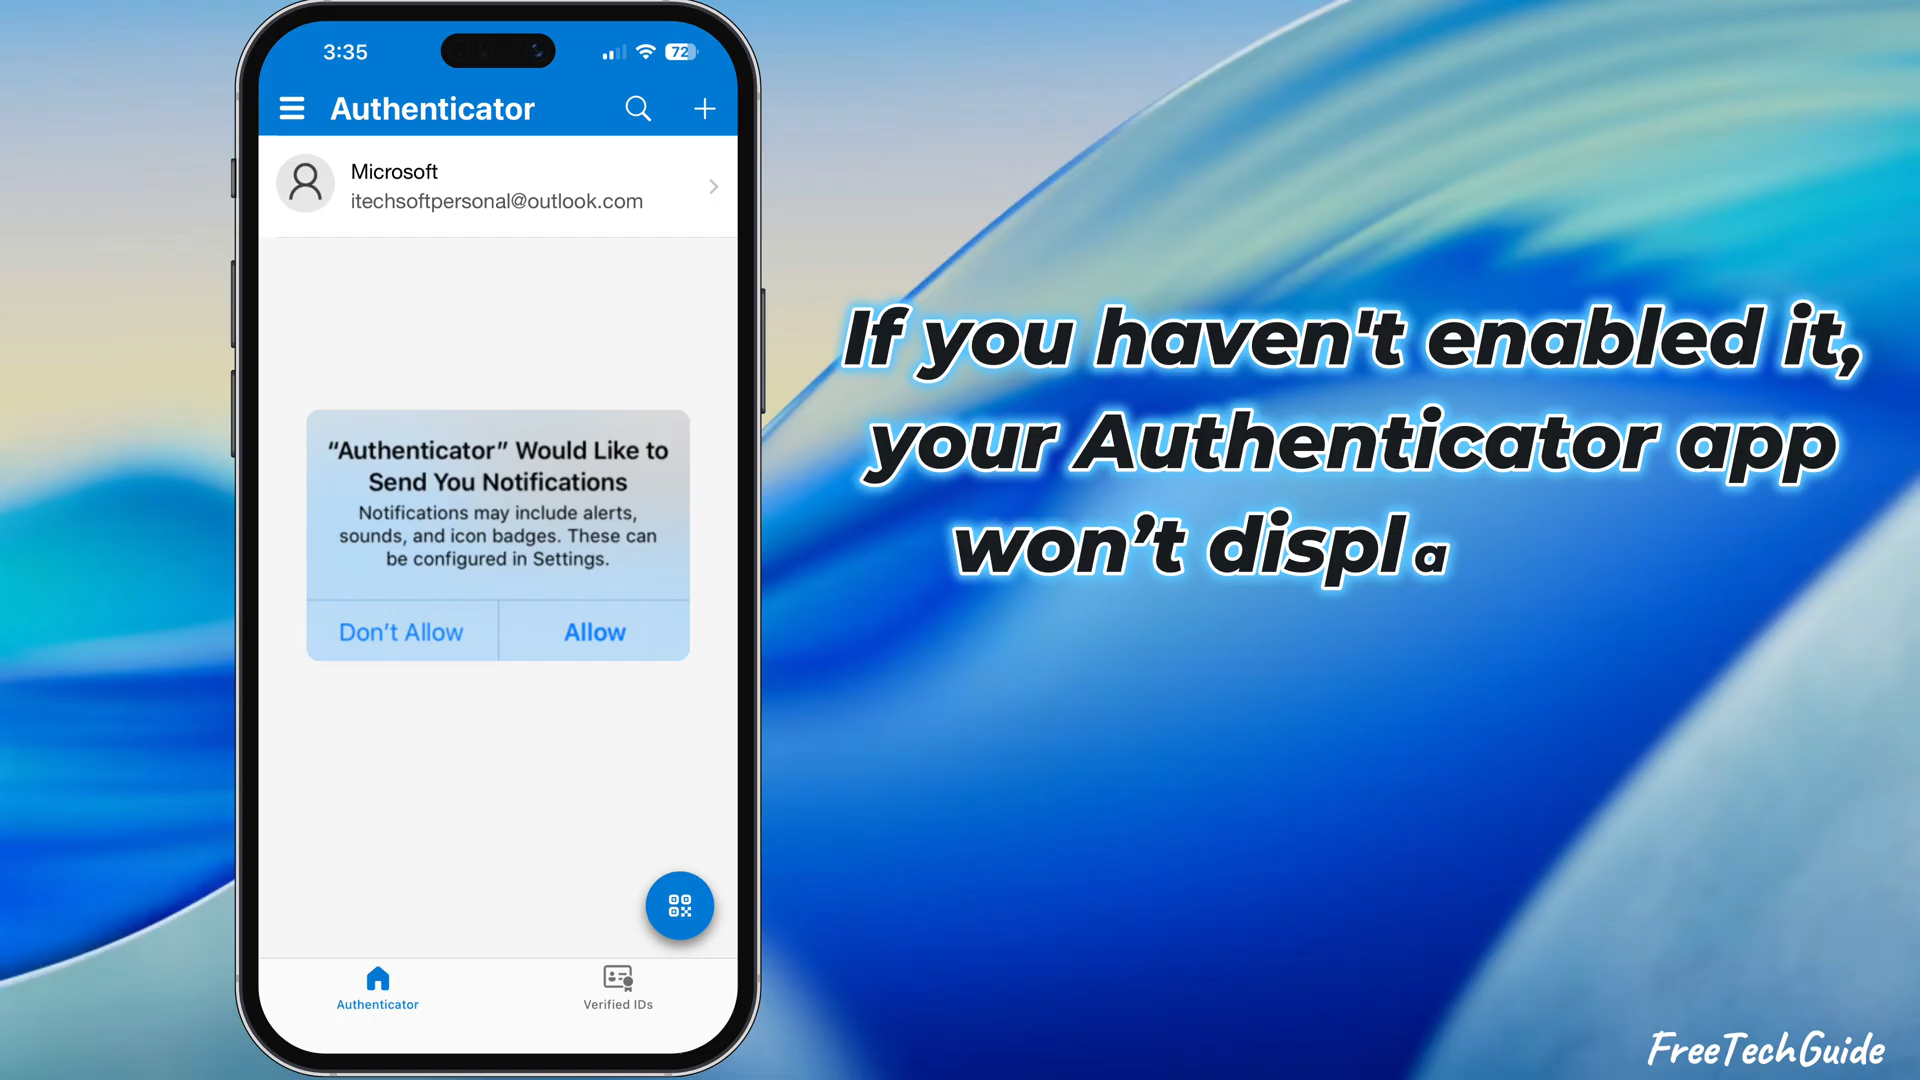 3:35
72
Authenticator
Microsoft
itechsoftpersonal@outlook.com
“Authenticator” Would Like to
Send You Notifications
Notifications may include alerts,
sounds, and icon badges. These can
be configured in Settings.
Don’t Allow
Allow
Authenticator
Verified IDs
If you haven't enabled it,
your Authenticator app
won’t displa
FreeTechGuide